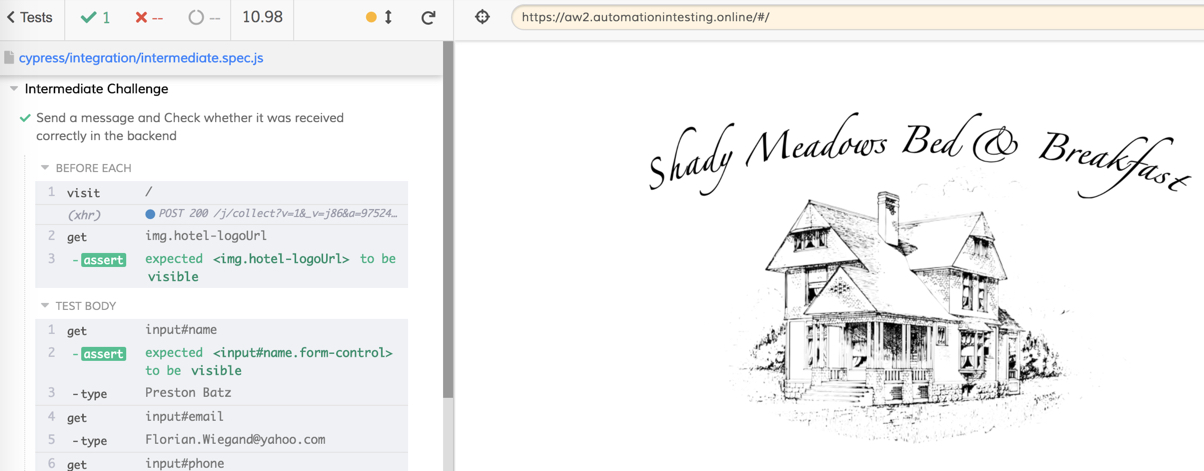 Tests
1
--
--
10.98
https://aw2.automationintesting.online/#/
cypress/integration/intermediate.spec.js
Intermediate Challenge
Send a message and Check whether it was received
correctly in the backend
BEFORE EACH
1 visit /
(xhr) POST 200 /j/collect?v=1&_v=j86&a=97524…
2 get img.hotel-logoUrl
3 -assert expected <img.hotel-logoUrl> to be
visible
TEST BODY
1 get input#name
2 -assert expected <input#name.form-control>
to be visible
3 -type Preston Batz
4 get input#email
5 -type Florian.Wiegand@yahoo.com
6 get input#phone
Shady Meadows Bed & Breakfast